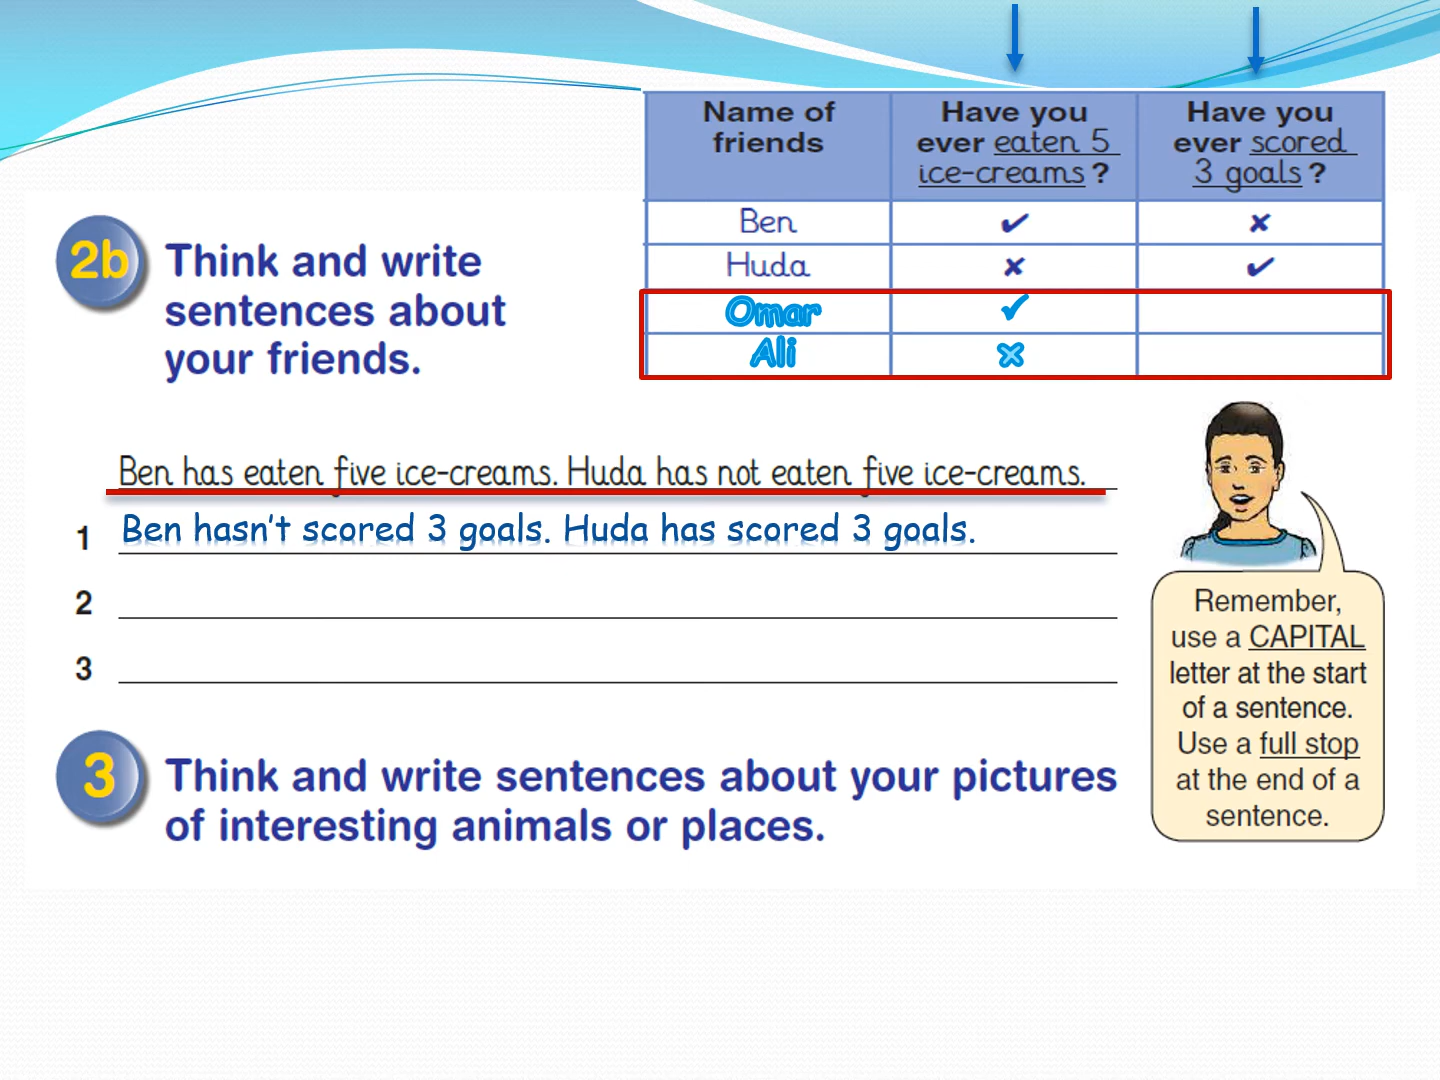 Name of friends | Have you ever eaten 5 ice-creams ? | Have you ever scored 3 goals ?
Ben ✔ ✘
Huda ✘ ✔
Omar ✔
Ali ✘
2b Think and write
sentences about
your friends.
Ben has eaten five ice-creams. Huda has not eaten five ice-creams.
1 Ben hasn't scored 3 goals. Huda has scored 3 goals.
2
3
Remember,
use a CAPITAL
letter at the start
of a sentence.
Use a full stop
at the end of a
sentence.
3 Think and write sentences about your pictures
of interesting animals or places.